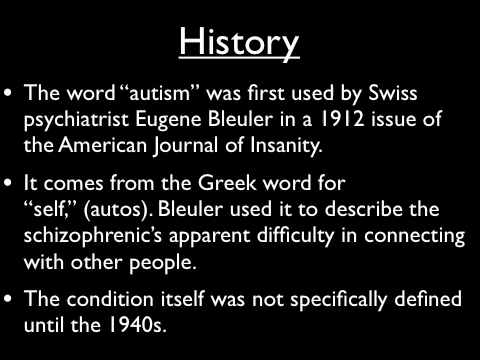 History
• The word “autism” was first used by Swiss
psychiatrist Eugene Bleuler in a 1912 issue of
the American Journal of Insanity.
• It comes from the Greek word for
“self,” (autos). Bleuler used it to describe the
schizophrenic’s apparent difficulty in connecting
with other people.
• The condition itself was not specifically defined
until the 1940s.